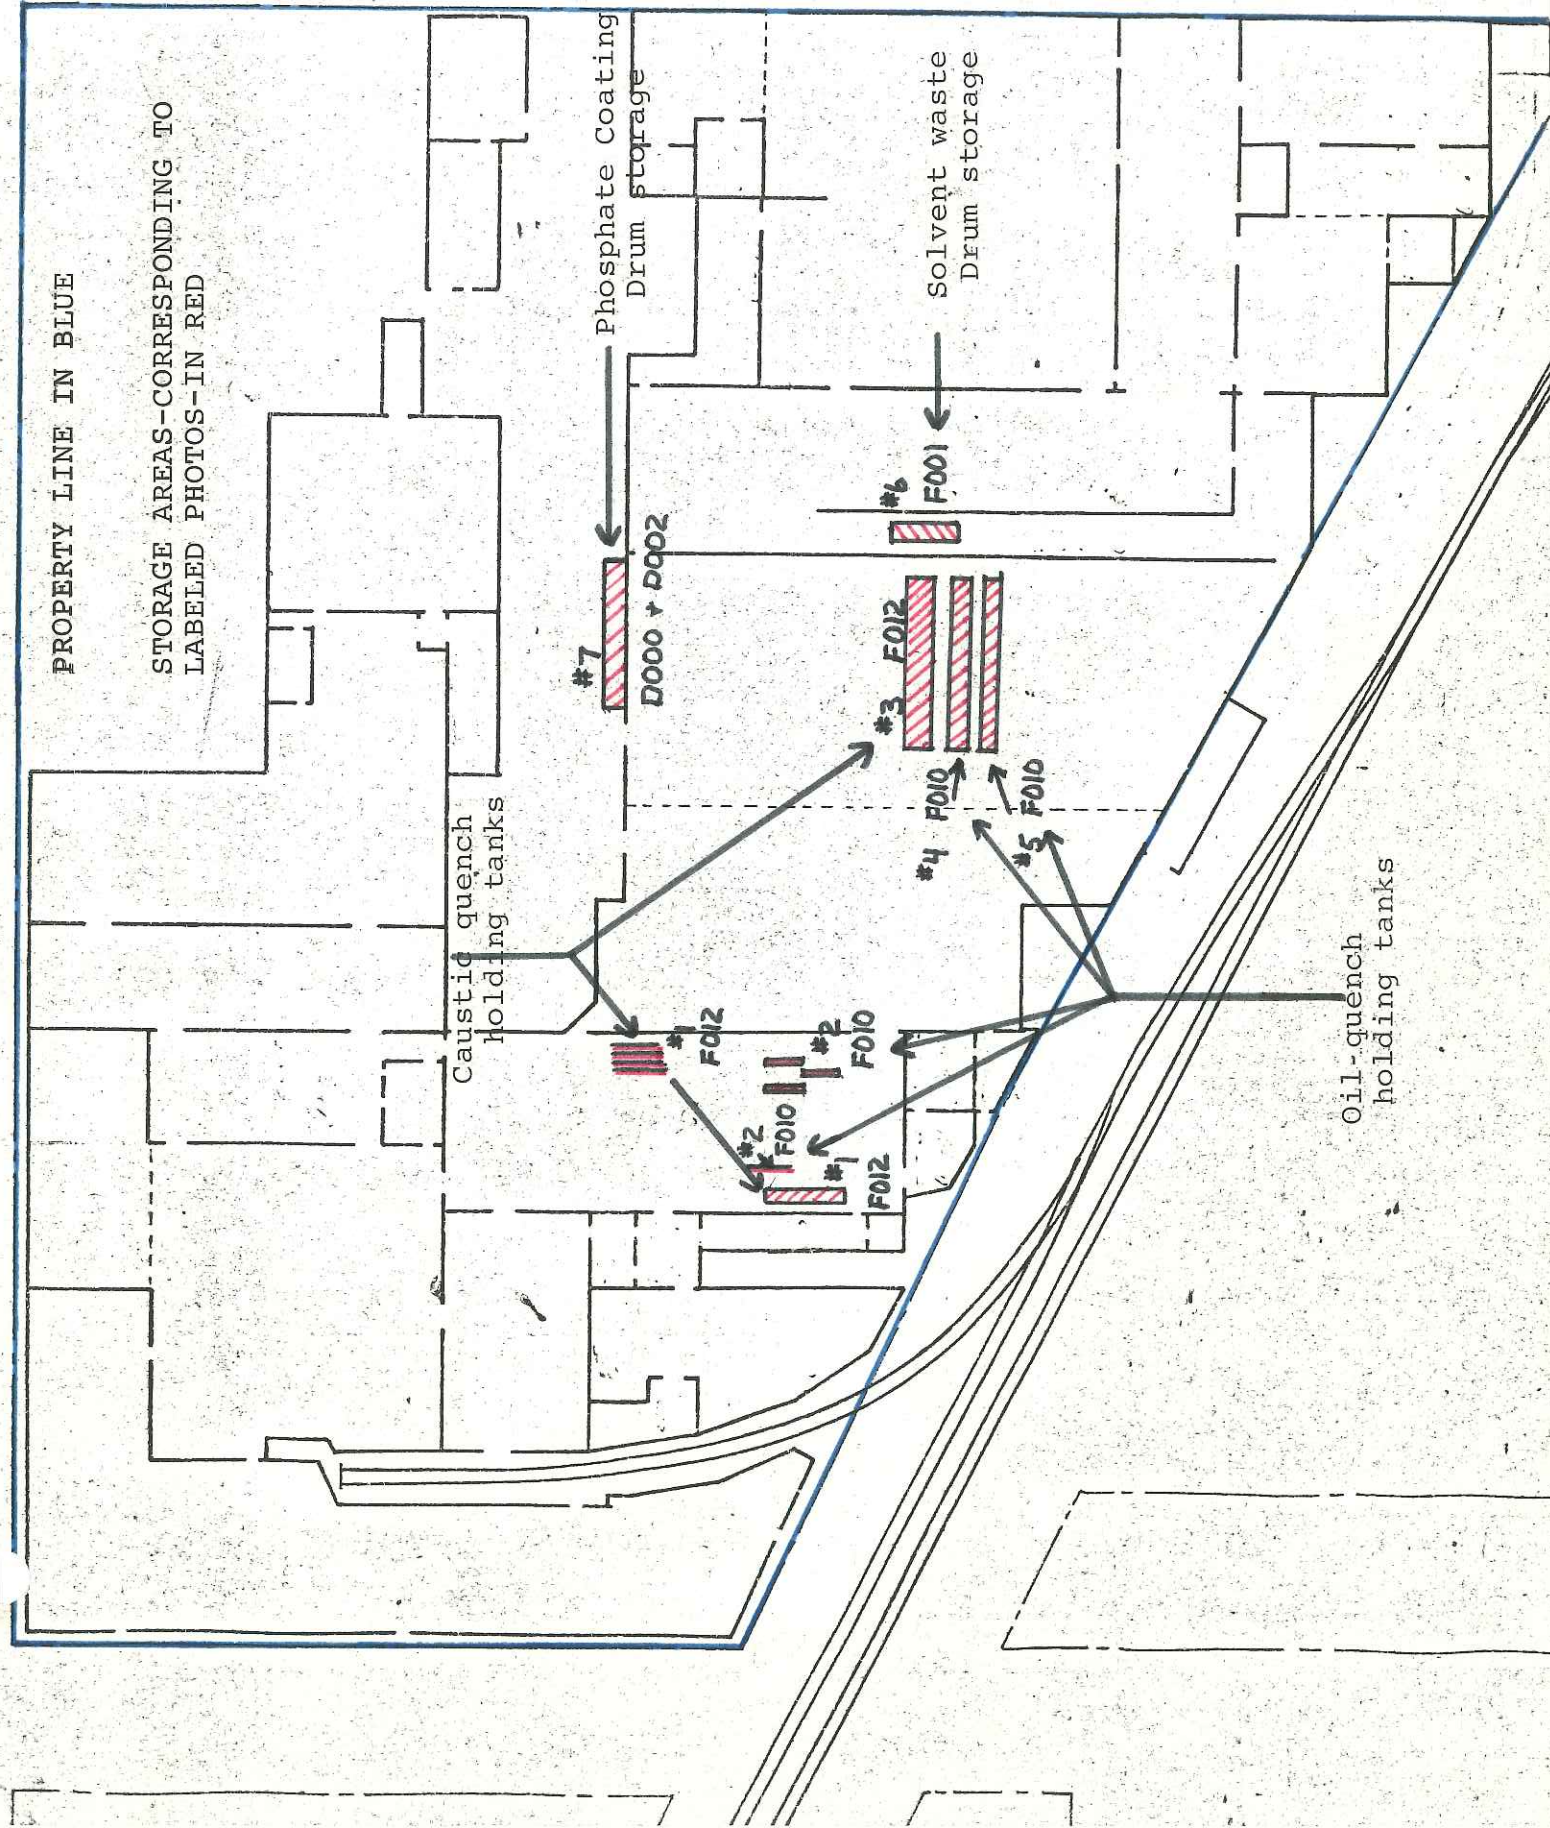 PROPERTY LINE IN BLUE
STORAGE AREAS-CORRESPONDING TO
LABELED PHOTOS-IN RED
Phosphate Coating
Drum storage
#7
D000 + D002
Solvent waste
Drum storage
#6
F001
#3 F012
#4 F010
#5 F010
Caustic quench
holding tanks
#1
F012
#2
F010
#2
F010
#1
F012
Oil-quench
holding tanks